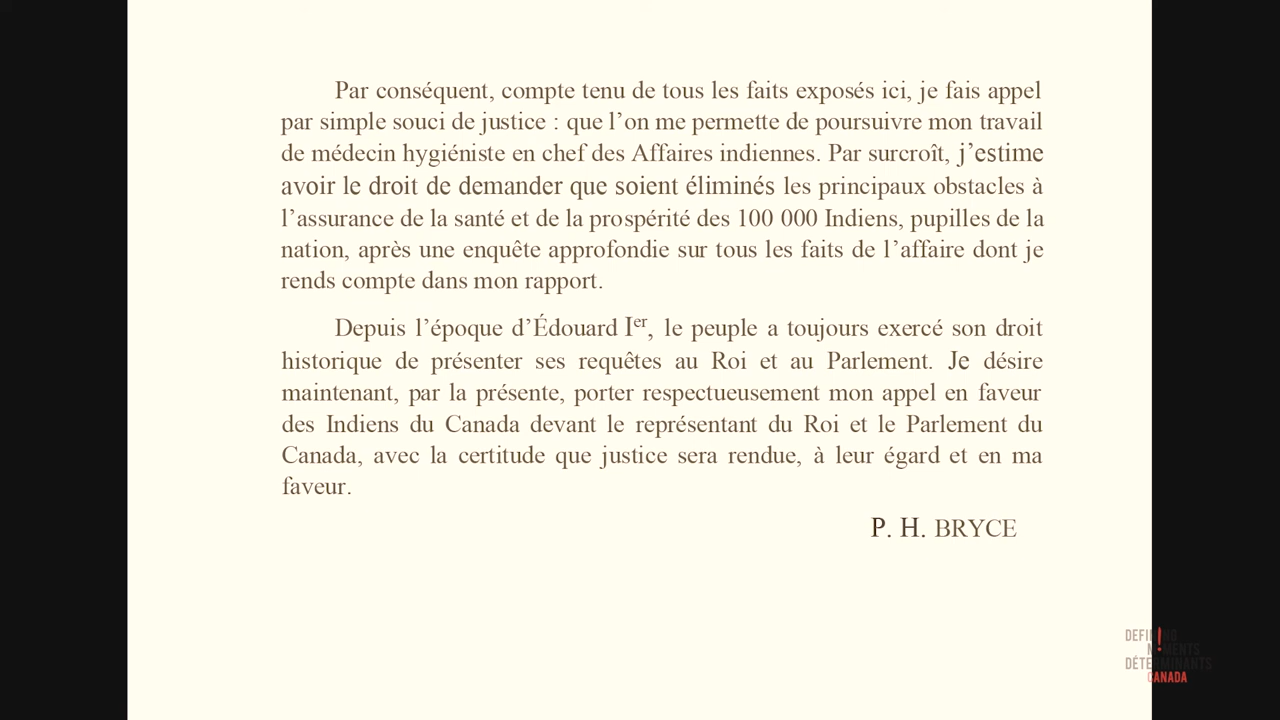 Par conséquent, compte tenu de tous les faits exposés ici, je fais appel
par simple souci de justice : que l’on me permette de poursuivre mon travail
de médecin hygiéniste en chef des Affaires indiennes. Par surcroît, j’estime
avoir le droit de demander que soient éliminés les principaux obstacles à
l’assurance de la santé et de la prospérité des 100 000 Indiens, pupilles de la
nation, après une enquête approfondie sur tous les faits de l’affaire dont je
rends compte dans mon rapport.
Depuis l’époque d’Édouard Ier, le peuple a toujours exercé son droit
historique de présenter ses requêtes au Roi et au Parlement. Je désire
maintenant, par la présente, porter respectueusement mon appel en faveur
des Indiens du Canada devant le représentant du Roi et le Parlement du
Canada, avec la certitude que justice sera rendue, à leur égard et en ma
faveur.
P. H. BRYCE
DEFINING
MOMENTS
DÉTERMINANTS
CANADA